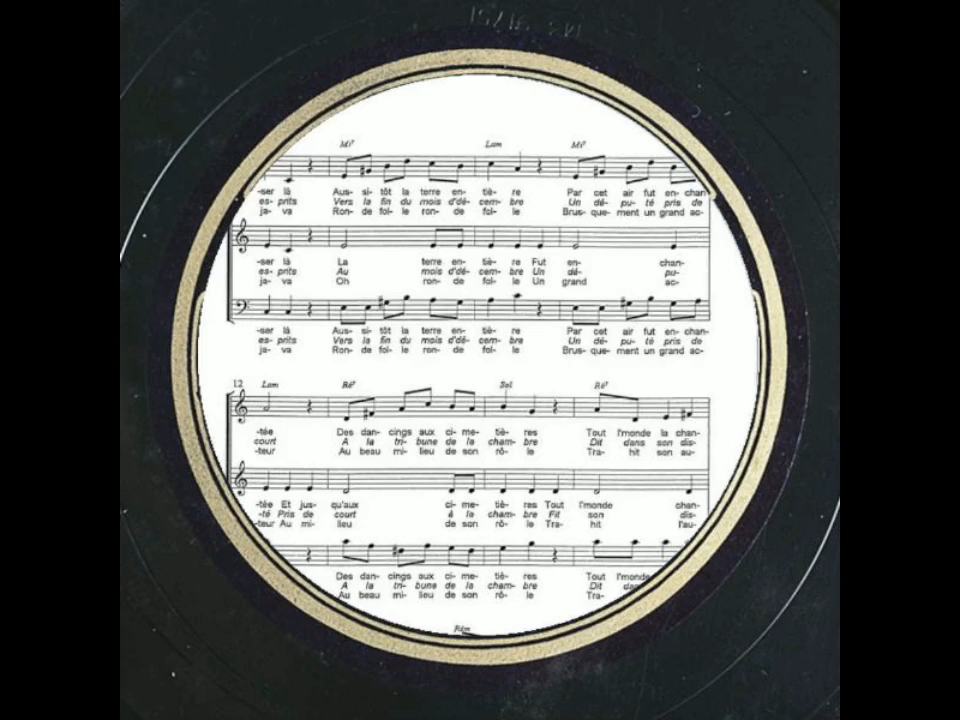 Mi7 Lam Mi7
-ser là Aus- si- tôt la terre en- tiè- re Par cet air fut en- chan-
es- prits Vers la fin du mois d'dé- cem- bre Un dé- pu- té pris de
ja- va Ron- de fol- le ron- de fol- le Brus- que- ment un grand ac-
-ser là La terre en- tiè- re Fut en- chan-
es- prits Au mois d'dé- cem- bre Un dé- pu-
ja- va Oh ron- de fol- le Un grand ac-
-ser là Aus- si- tôt la terre en- tiè- re Par cet air fut en- chan-
es- prits Vers la fin du mois d'dé- cem- bre Un dé- pu- té pris de
ja- va Ron- de fol- le ron- de fol- le Brus- que- ment un grand ac-
12 Lam Ré7 Sol Ré7
-tée Des dan- cings aux ci- me- tiè- res Tout l'monde la chan-
court A la tri- bune de la cham- bre Dit dans son dis-
-teur Au beau mi- lieu de son rô- le Tra- hit son au-
-tée Et jus- qu'aux ci- me- tiè- res Tout l'monde chan-
-té Pris de court à la cham- bre Fit son dis-
-teur Au mi- lieu de son rô- le Tra- hit l'au-
Des dan- cings aux ci- me- tiè- res Tout l'monde
A la tri- bune de la cham- bre Dit
Au beau mi- lieu de son rô- le Tra-